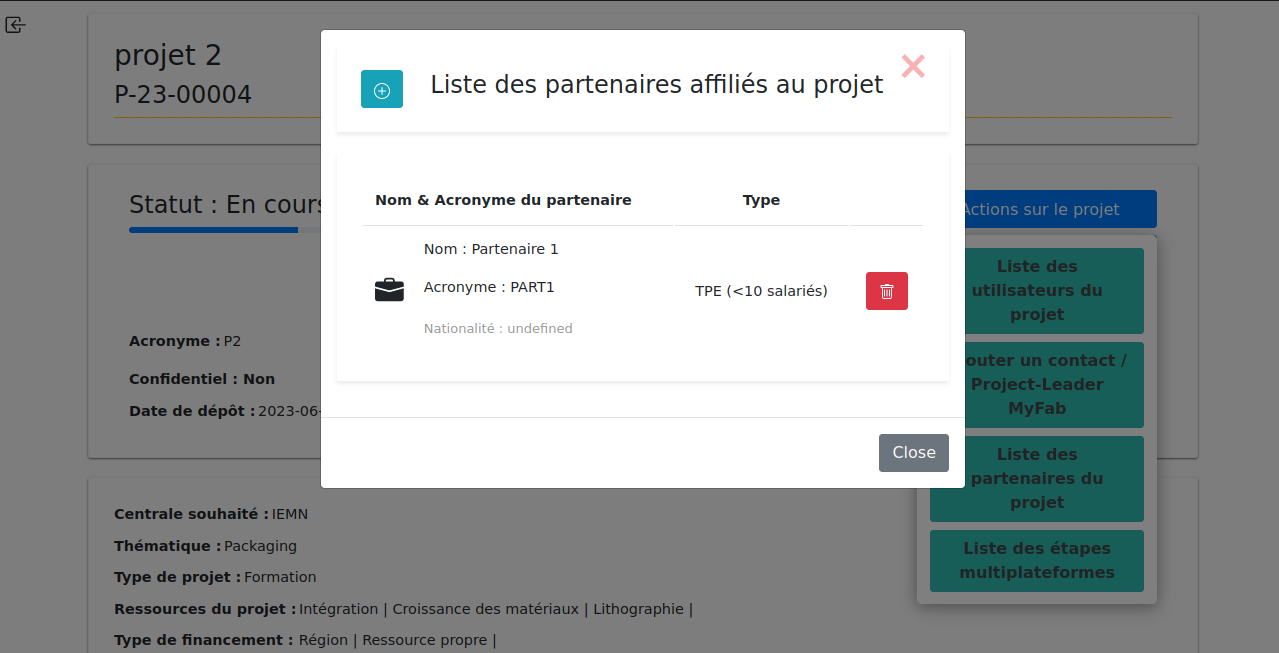 projet 2
P-23-00004
Liste des partenaires affiliés au projet
Nom & Acronyme du partenaire Type
Nom : Partenaire 1
Acronyme : PART1
Nationalité : undefined
TPE (<10 salariés)
Close
Statut : En cours
Acronyme : P2
Confidentiel : Non
Date de dépôt : 2023-06-
Actions sur le projet
Liste des
utilisateurs du
projet
outer un contact /
Project-Leader
MyFab
Liste des
partenaires du
projet
Liste des étapes
multiplateformes
Centrale souhaité : IEMN
Thématique : Packaging
Type de projet : Formation
Ressources du projet : Intégration | Croissance des matériaux | Lithographie |
Type de financement : Région | Ressource propre |